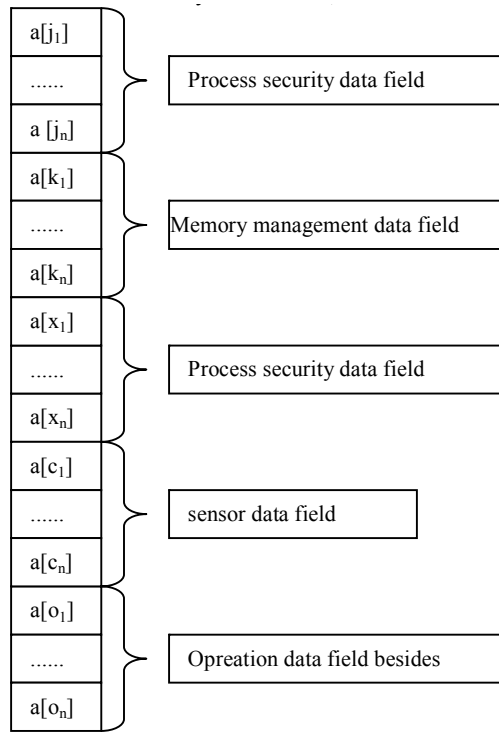 a[j₁]
......
a [jₙ]
Process security data field
a[k₁]
......
a[kₙ]
Memory management data field
a[x₁]
......
a[xₙ]
Process security data field
a[c₁]
......
a[cₙ]
sensor data field
a[o₁]
......
a[oₙ]
Opreation data field besides